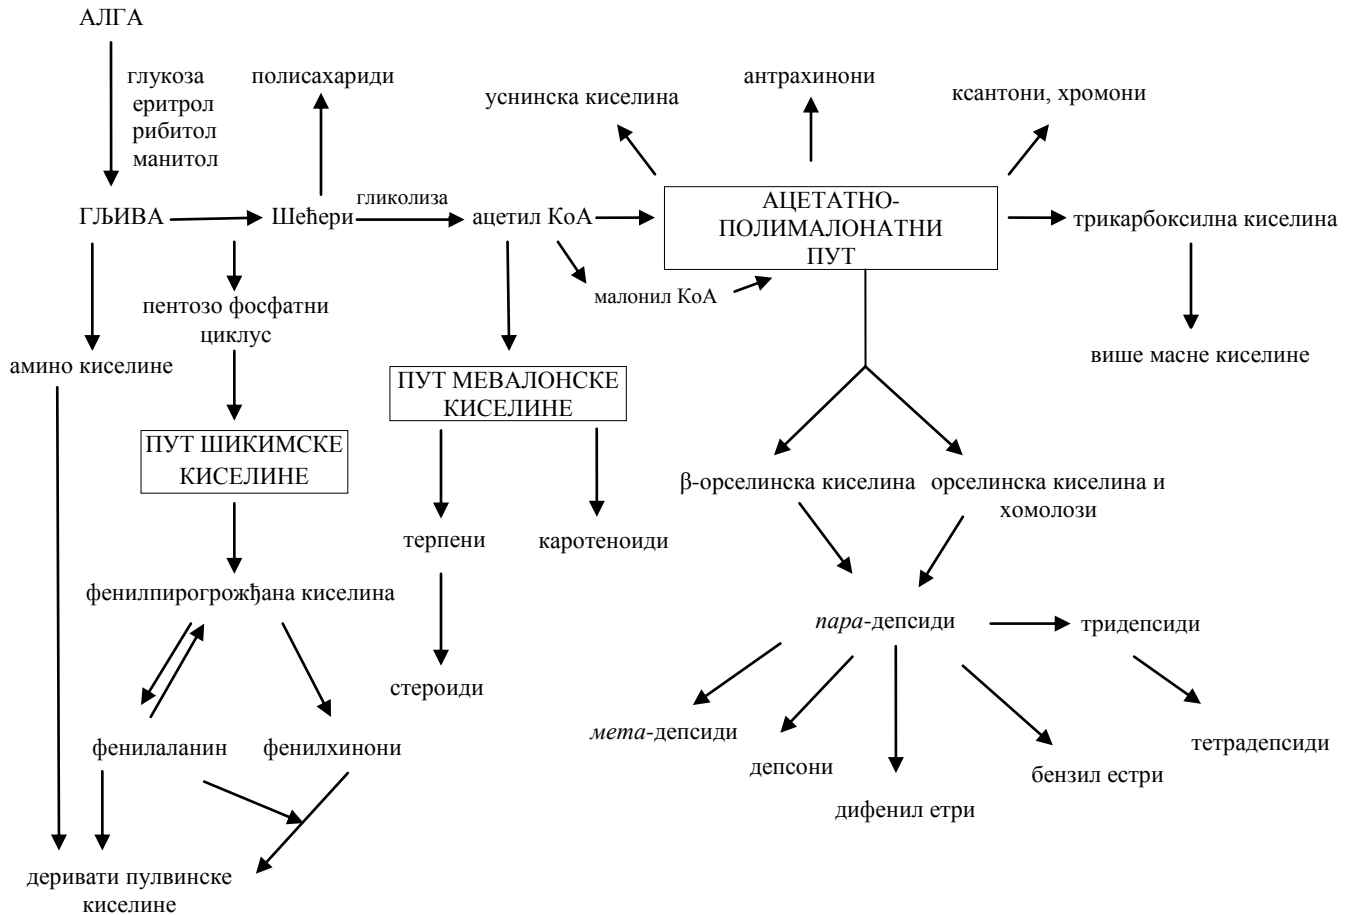 АЛГА
глукоза
еритрол
рибитол
манитол
полисахариди
уснинска киселина
антрахинони
ксантони, хромони
ГЉИВА
Шећери
гликолиза
ацетил КоА
АЦЕТАТНО-
ПОЛИМАЛОНАТНИ
ПУТ
трикарбоксилна киселина
малонил КоА
пентозо фосфатни
циклус
више масне киселине
амино киселине
ПУТ МЕВАЛОНСКЕ
КИСЕЛИНЕ
ПУТ ШИКИМСКЕ
КИСЕЛИНЕ
β-орселинска киселина
орселинска киселина и
хомолози
терпени
каротеноиди
фенилпирогрожђана киселина
пара-депсиди
тридепсиди
стероиди
мета-депсиди
депсони
дифенил етри
бензил естри
тетрадепсиди
фенилаланин
фенилхинони
деривати пулвинске
киселине